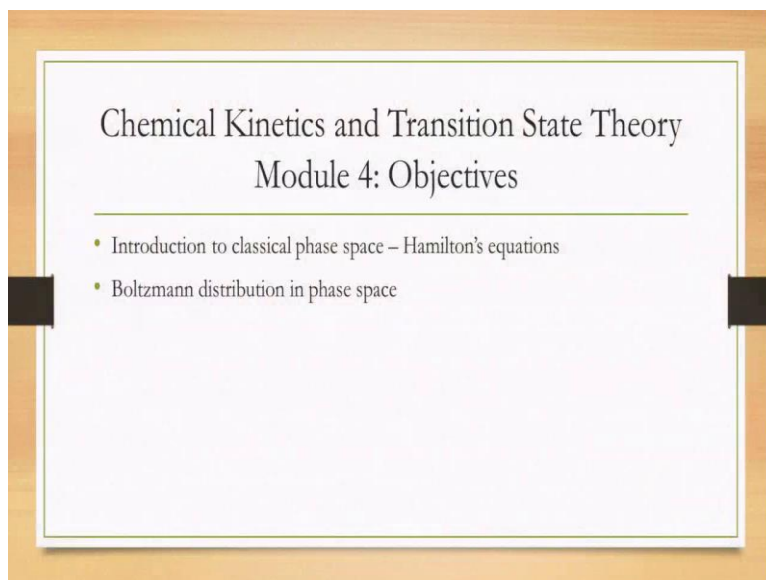 Chemical Kinetics and Transition State Theory
Module 4: Objectives
• Introduction to classical phase space – Hamilton's equations
• Boltzmann distribution in phase space